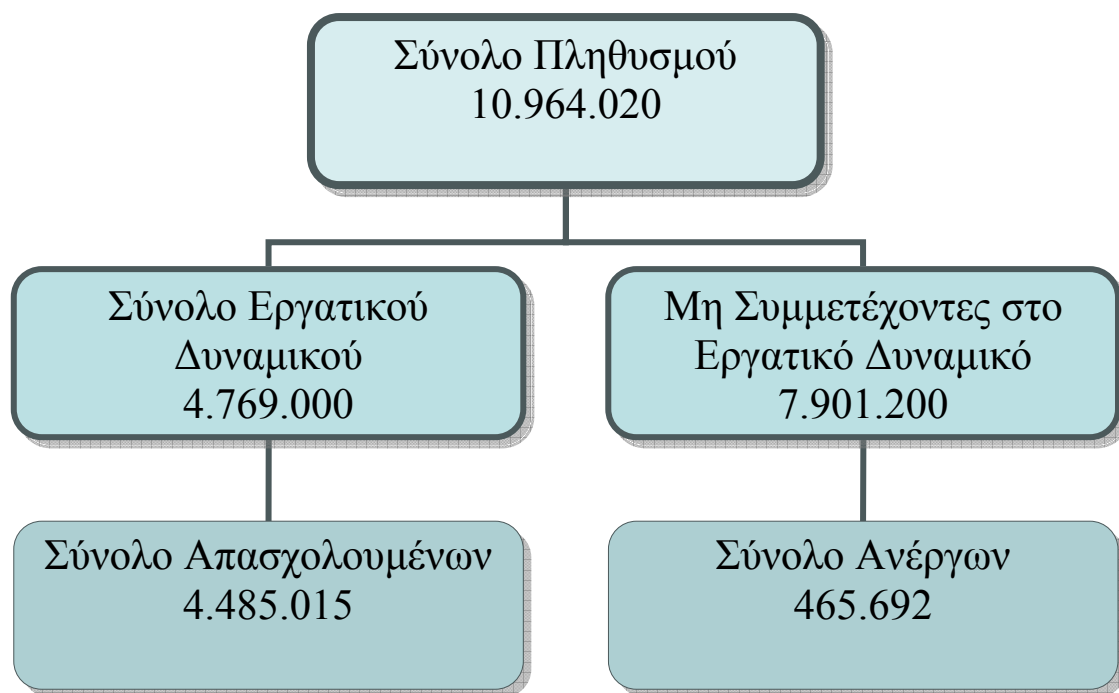 Σύνολο Πληθυσμού
10.964.020
Σύνολο Εργατικού
Δυναμικού
4.769.000
Μη Συμμετέχοντες στο
Εργατικό Δυναμικό
7.901.200
Σύνολο Απασχολουμένων
4.485.015
Σύνολο Ανέργων
465.692